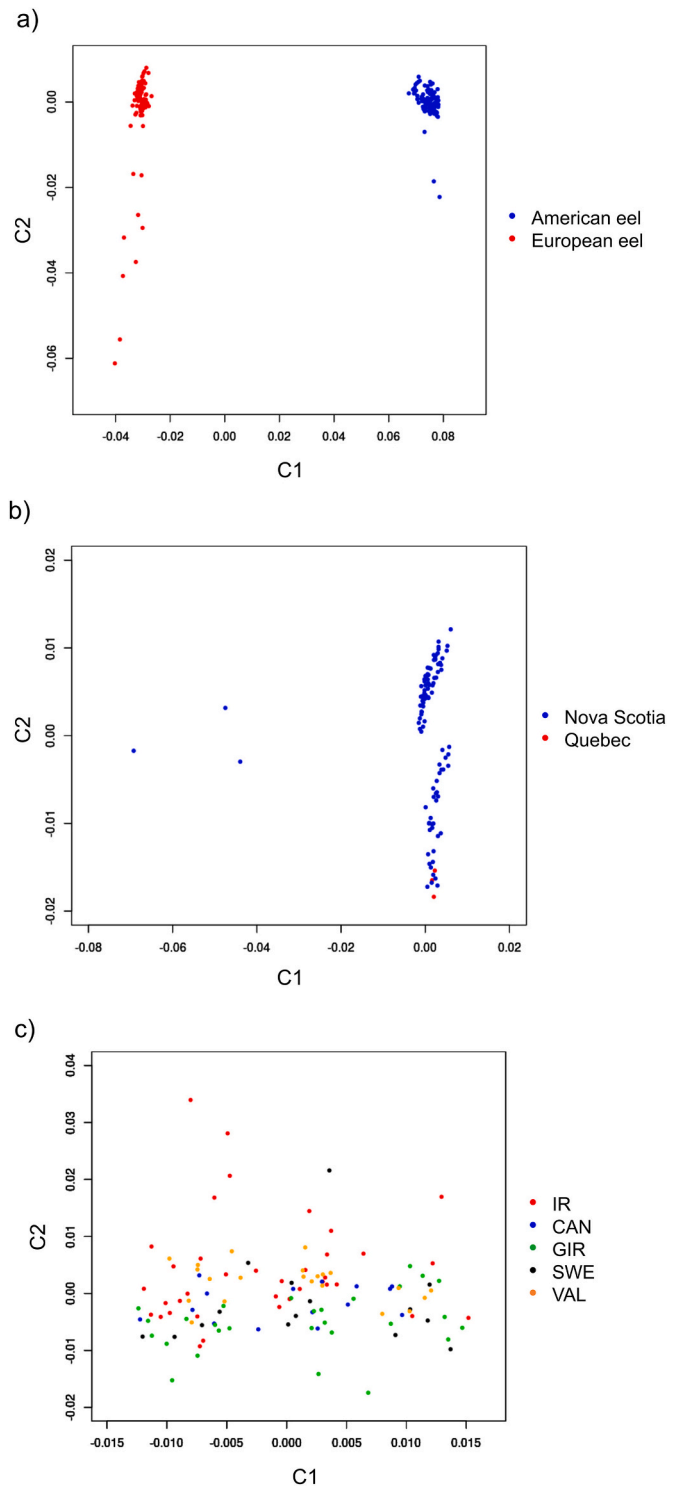 a)
0.00
-0.02
-0.04
-0.06
C2
-0.04
-0.02
0.00
0.02
0.04
0.06
0.08
C1
American eel
European eel
b)
0.02
0.01
0.00
-0.01
-0.02
C2
-0.08
-0.06
-0.04
-0.02
0.00
0.02
C1
Nova Scotia
Quebec
c)
0.04
0.03
0.02
0.01
0.00
-0.01
-0.02
C2
-0.015
-0.010
-0.005
0.000
0.005
0.010
0.015
C1
IR
CAN
GIR
SWE
VAL